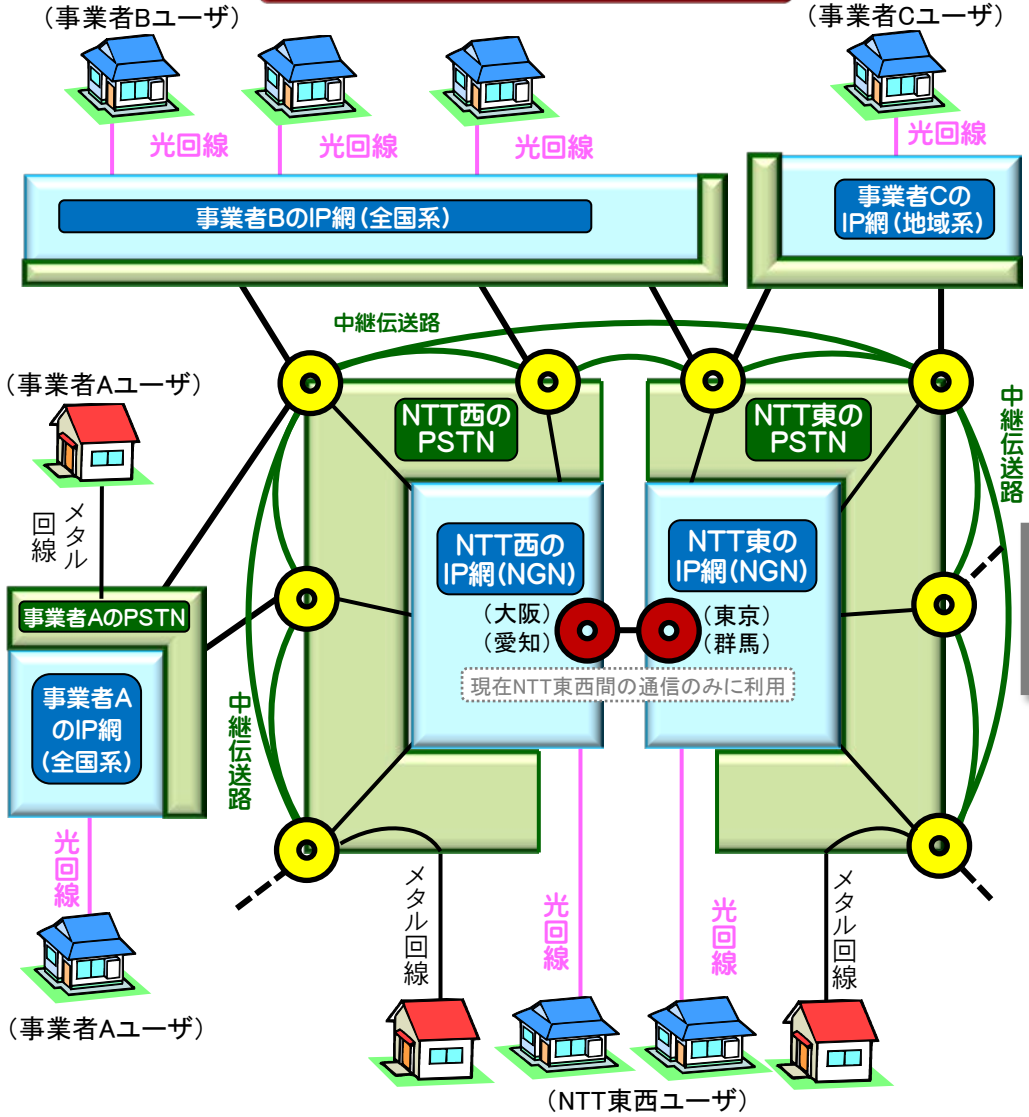 (事業者Bユーザ)
(事業者Cユーザ)
光回線
光回線
光回線
光回線
事業者BのIP網(全国系)
事業者Cの
IP網(地域系)
中継伝送路
(事業者Aユーザ)
NTT西の
PSTN
NTT東の
PSTN
中継伝送路
メタル
回線
NTT西の
IP網(NGN)
NTT東の
IP網(NGN)
事業者AのPSTN
(大阪)
(愛知)
(東京)
(群馬)
現在NTT東西間の通信のみに利用
事業者A
のIP網
(全国系)
中継伝送路
光回線
メタル回線
光回線
光回線
メタル回線
(事業者Aユーザ)
(NTT東西ユーザ)